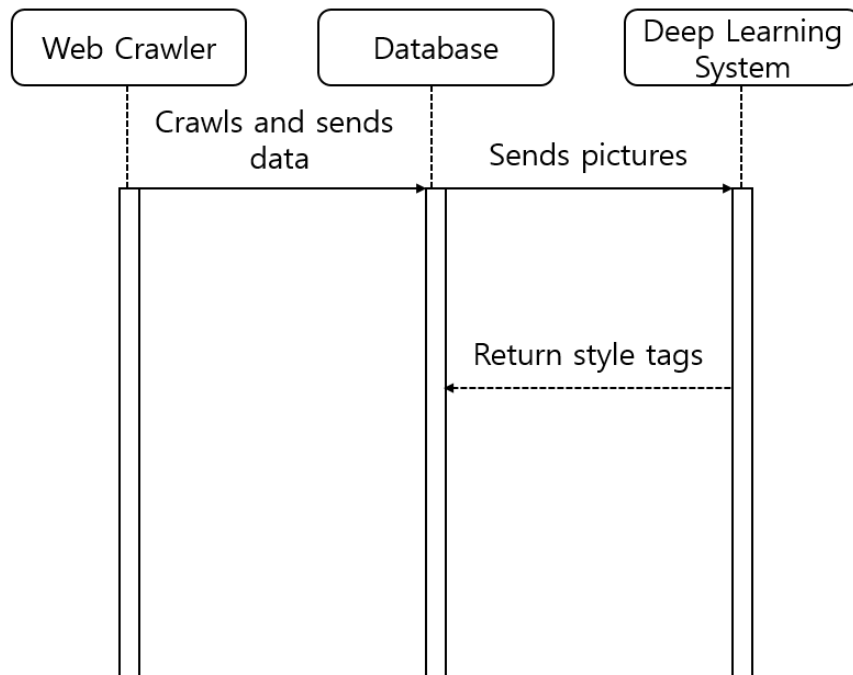 Web Crawler
Database
Deep Learning
System
Crawls and sends
data
Sends pictures
Return style tags